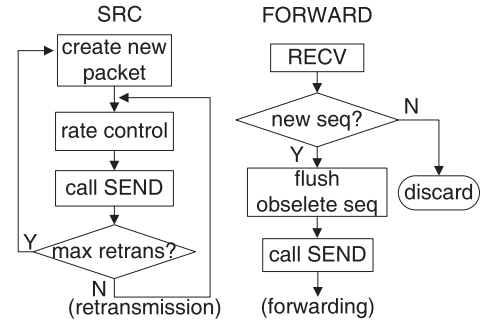 SRC
create new
packet
rate control
call SEND
max retrans?
Y
N
(retransmission)
FORWARD
RECV
new seq?
N
Y
flush
obselete seq
discard
call SEND
(forwarding)